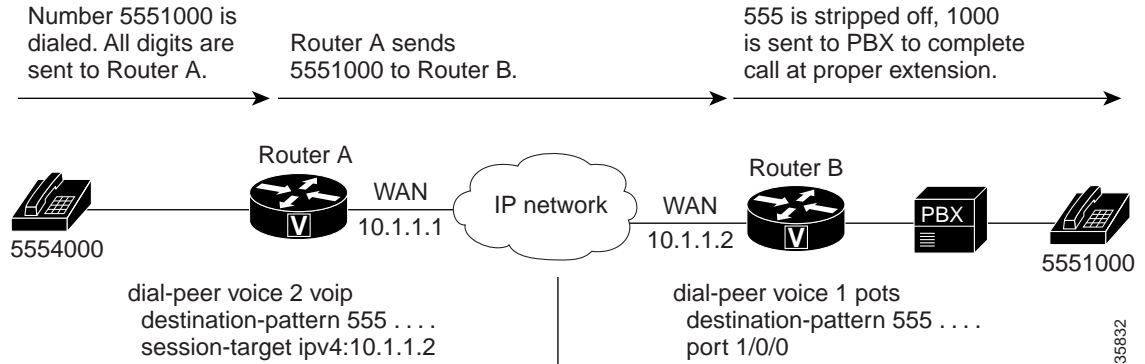 Number 5551000 is
dialed. All digits are
sent to Router A.
Router A sends
5551000 to Router B.
555 is stripped off, 1000
is sent to PBX to complete
call at proper extension.
Router A
V
5554000
WAN
10.1.1.1
IP network
WAN
10.1.1.2
Router B
V
PBX
5551000
dial-peer voice 2 voip
destination-pattern 555 . . . .
session-target ipv4:10.1.1.2
dial-peer voice 1 pots
destination-pattern 555 . . . .
port 1/0/0
35832